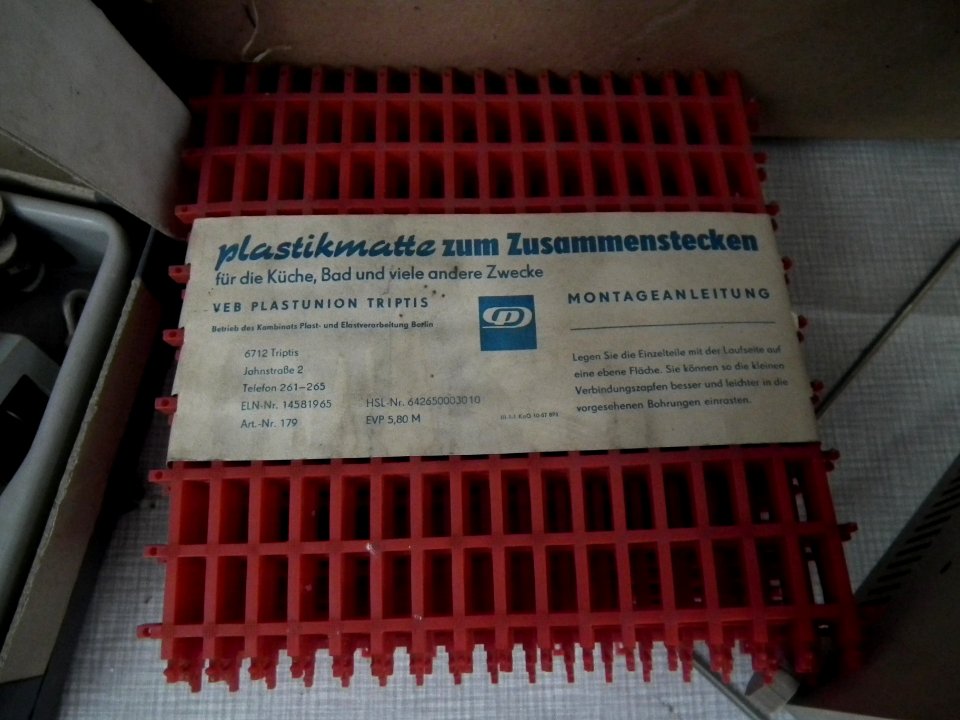 plastikmatte zum Zusammenstecken
für die Küche, Bad und viele andere Zwecke
VEB PLASTUNION TRIPTIS
Betrieb des Kombinats Plast- und Elastverarbeitung Berlin
6712 Triptis
Jahnstraße 2
Telefon 261–265
ELN-Nr. 14581965
HSL-Nr. 642650003010
Art.-Nr. 179
EVP 5,80 M
MONTAGEANLEITUNG
Legen Sie die Einzelteile mit der Laufseite auf
eine ebene Fläche. Sie können so die kleinen
Verbindungszapfen besser und leichter in die
vorgesehenen Bohrungen einrasten.